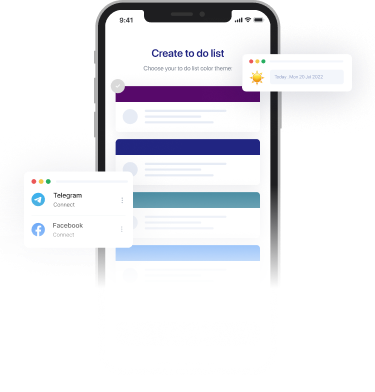 9:41
Create to do list
Choose your to do list color theme:
Today: Mon 20 Jul 2022
Telegram
Connect
Facebook
Connect